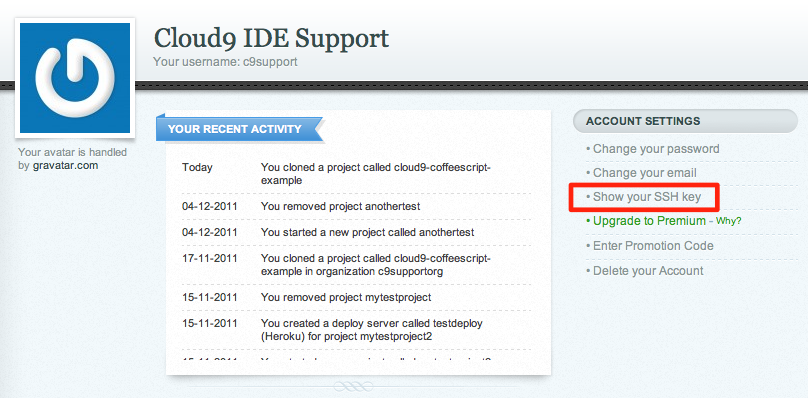 Cloud9 IDE Support
Your username: c9support
Your avatar is handled
by gravatar.com
YOUR RECENT ACTIVITY
Today You cloned a project called cloud9-coffeescript-
example
04-12-2011 You removed project anothertest
04-12-2011 You started a new project called anothertest
17-11-2011 You cloned a project called cloud9-coffeescript-
example in organization c9supportorg
15-11-2011 You removed project mytestproject
15-11-2011 You created a deploy server called testdeploy
(Heroku) for project mytestproject2
ACCOUNT SETTINGS
• Change your password
• Change your email
• Show your SSH key
• Upgrade to Premium - Why?
• Enter Promotion Code
• Delete your Account